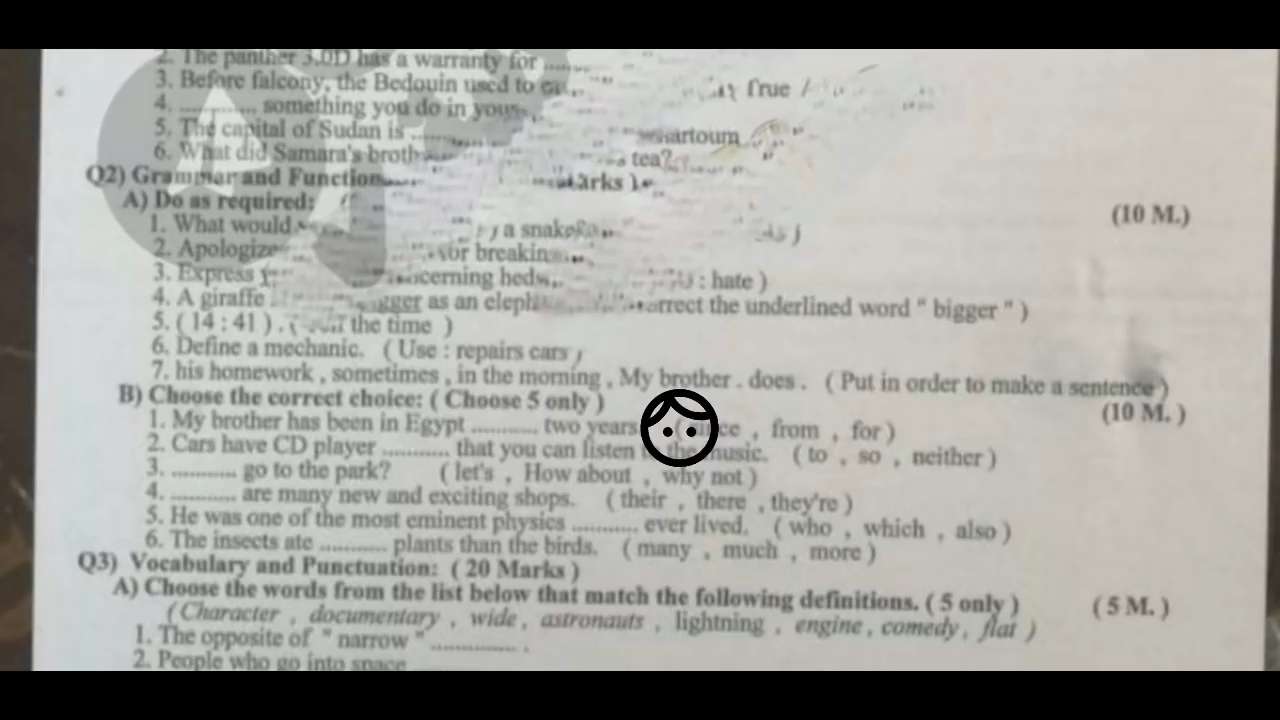 2. The panther 3.0D has a warranty for .......
3. Before falcony, the Bedouin used to True /
4. ............ something you do in
5. The capital of Sudan is ............
6. What did Samara's tea?
Q2) Grammar and
A) Do as required: (10 M.)
1. What would a )
2. Apologize
3. Express : hate )
4. A giraffe as an the underlined word " bigger " )
5. ( 14 : 41 ) . ( the time )
6. Define a mechanic. ( Use : repairs cars )
7. his homework , sometimes , in the morning , My brother . does . ( Put in order to make a sentence )
B) Choose the correct choice: ( Choose 5 only ) (10 M. )
1. My brother has been in Egypt ........... two years , from , for )
2. Cars have CD player ........... that you can listen music. ( to , so , neither )
3. ........... go to the park? ( let's , How about , why not )
4. ........... are many new and exciting shops. ( their , there , they're )
5. He was one of the most eminent physics ........... ever lived. ( who , which , also )
6. The insects ate ........... plants than the birds. ( many , much , more )
Q3) Vocabulary and Punctuation: ( 20 Marks )
A) Choose the words from the list below that match the following definitions. ( 5 only ) ( 5 M. )
( Character , documentary , wide , astronauts , lightning , engine , comedy , flat )
1. The opposite of " narrow " ............... .
2. People who go into space